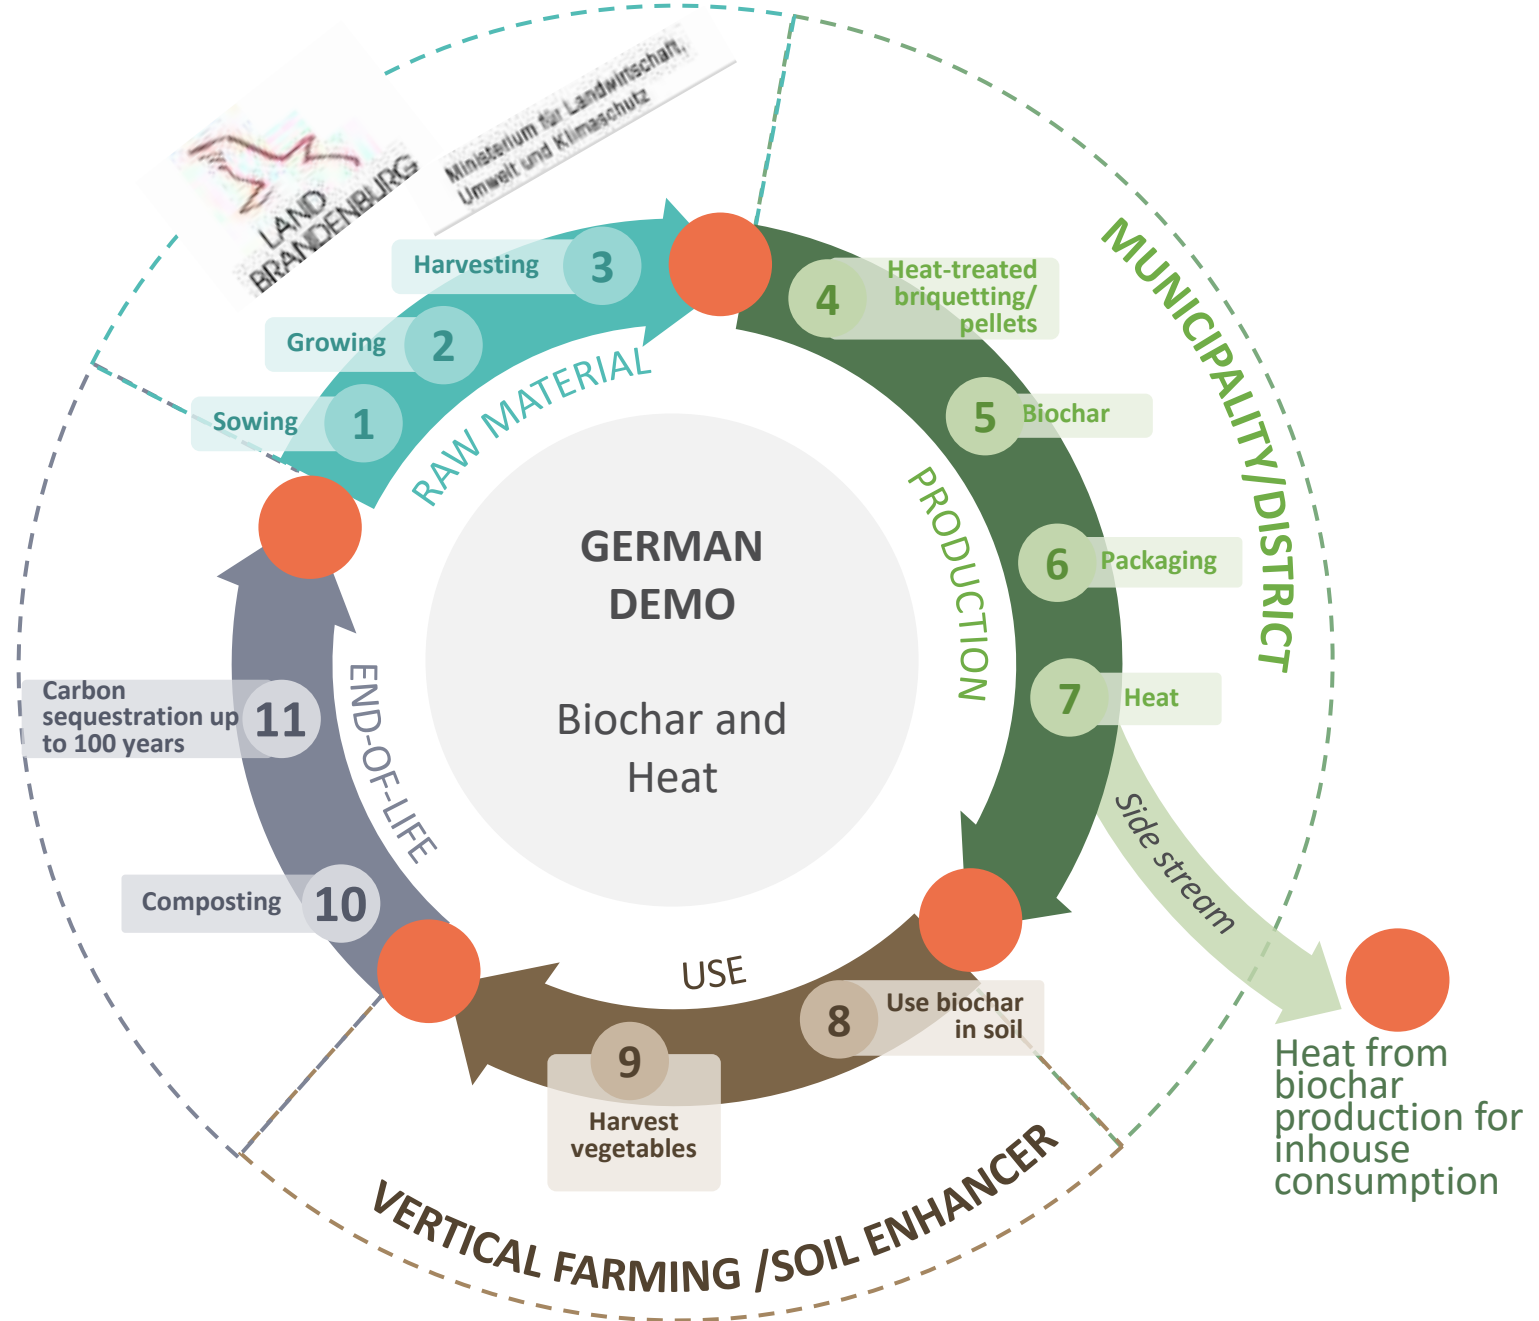 LAND
BRANDENBURG
Ministerium für Landwirtschaft,
Umwelt und Klimaschutz
Harvesting
3
Growing
2
Sowing
1
RAW MATERIAL
4
Heat-treated
briquetting/
pellets
5
Biochar
6
Packaging
7
Heat
PRODUCTION
MUNICIPALITY/DISTRICT
GERMAN
DEMO
Biochar and
Heat
Side stream
Heat from
biochar
production for
inhouse
consumption
USE
8
Use biochar
in soil
9
Harvest
vegetables
VERTICAL FARMING /SOIL ENHANCER
END-OF-LIFE
Composting
10
Carbon
sequestration up
to 100 years
11